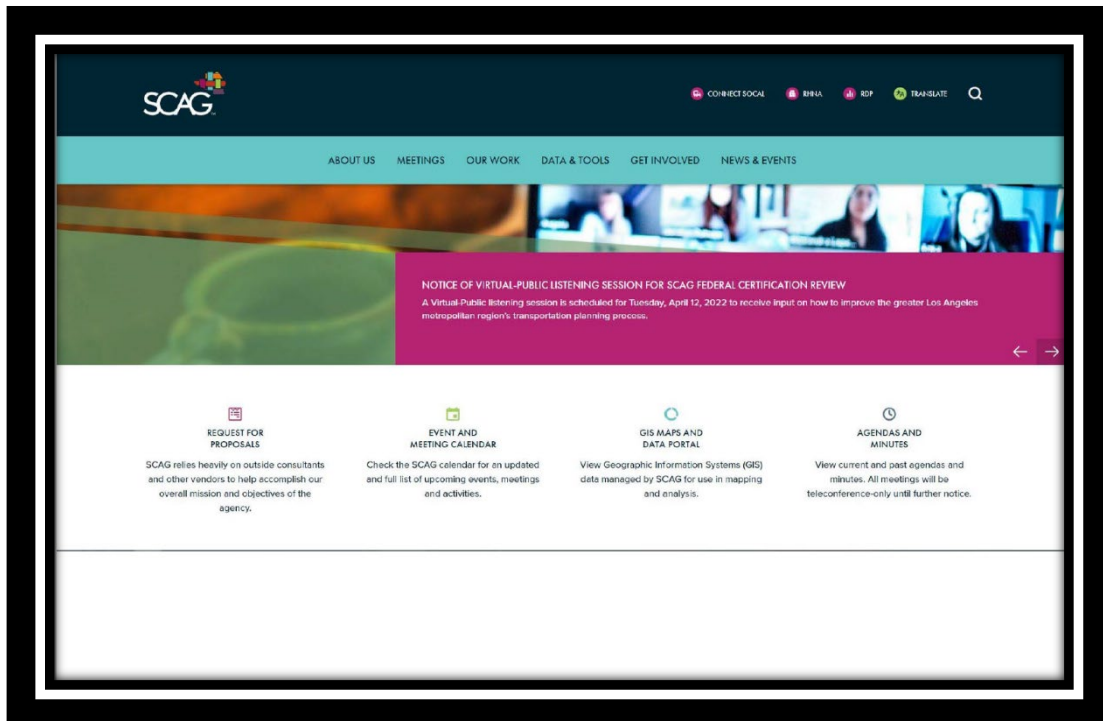 SCAG
CONNECT SOCAL RHNA RDP TRANSLATE
ABOUT US MEETINGS OUR WORK DATA & TOOLS GET INVOLVED NEWS & EVENTS
NOTICE OF VIRTUAL-PUBLIC LISTENING SESSION FOR SCAG FEDERAL CERTIFICATION REVIEW
A Virtual-Public listening session is scheduled for Tuesday, April 12, 2022 to receive input on how to improve the greater Los Angeles
metropolitan region's transportation planning process.
REQUEST FOR
PROPOSALS
SCAG relies heavily on outside consultants
and other vendors to help accomplish our
overall mission and objectives of the
agency.
EVENT AND
MEETING CALENDAR
Check the SCAG calendar for an updated
and full list of upcoming events, meetings
and activities.
GIS MAPS AND
DATA PORTAL
View Geographic Information Systems (GIS)
data managed by SCAG for use in mapping
and analysis.
AGENDAS AND
MINUTES
View current and past agendas and
minutes. All meetings will be
teleconference-only until further notice.